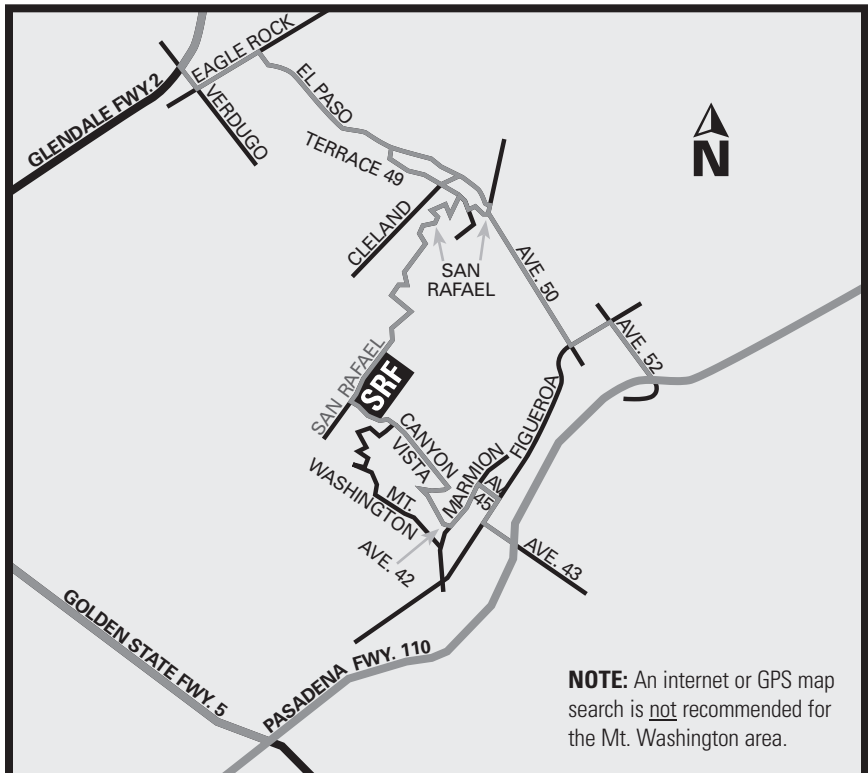 EAGLE ROCK
GLENDALE FWY. 2
VERDUGO
EL PASO
TERRACE 49
N
CLELAND
SAN
RAFAEL
AVE. 50
AVE. 52
SAN RAFAEL
SRF
FIGUEROA
CANYON
VISTA
MARMION
AV.
45
MT.
WASHINGTON
AVE. 42
AVE. 43
GOLDEN STATE FWY. 5
PASADENA FWY. 110
NOTE: An internet or GPS map
search is not recommended for
the Mt. Washington area.